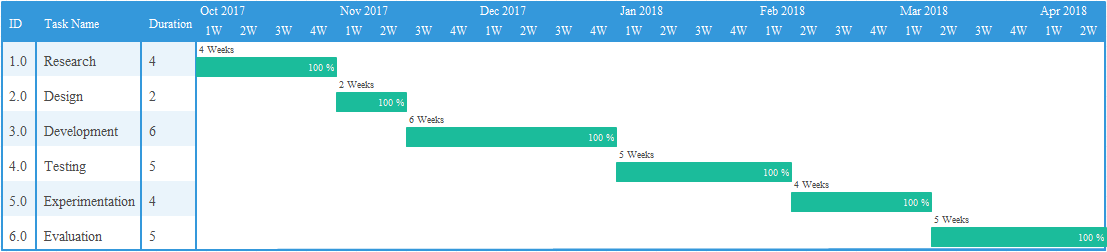 Oct 2017 Nov 2017 Dec 2017 Jan 2018 Feb 2018 Mar 2018 Apr 2018
ID Task Name Duration
1W 2W 3W 4W 1W 2W 3W 4W 1W 2W 3W 4W 1W 2W 3W 4W 1W 2W 3W 4W 1W 2W 3W 4W 1W 2W
4 Weeks
1.0 Research 4 100 %
2 Weeks
2.0 Design 2 100 %
6 Weeks
3.0 Development 6 100 %
5 Weeks
4.0 Testing 5 100 %
4 Weeks
5.0 Experimentation 4 100 %
5 Weeks
6.0 Evaluation 5 100 %